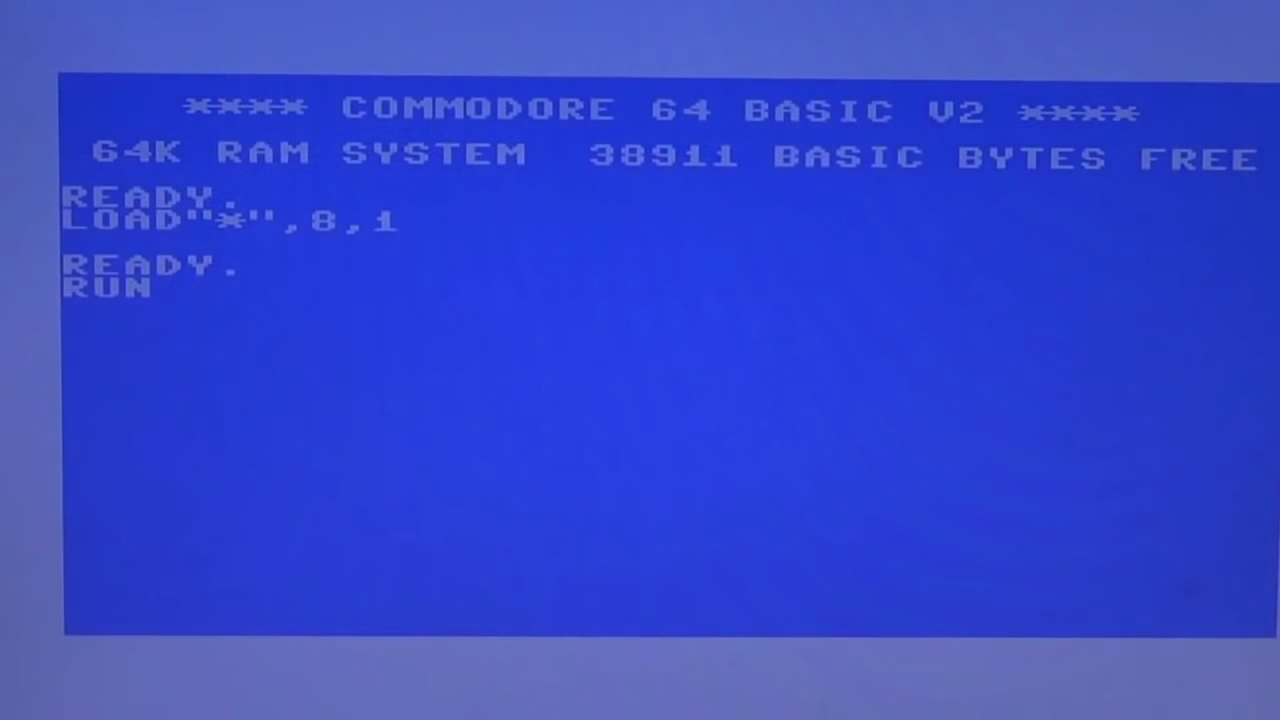 **** COMMODORE 64 BASIC V2 ****
64K RAM SYSTEM  38911 BASIC BYTES FREE
READY.
LOAD"*",8,1
READY.
RUN